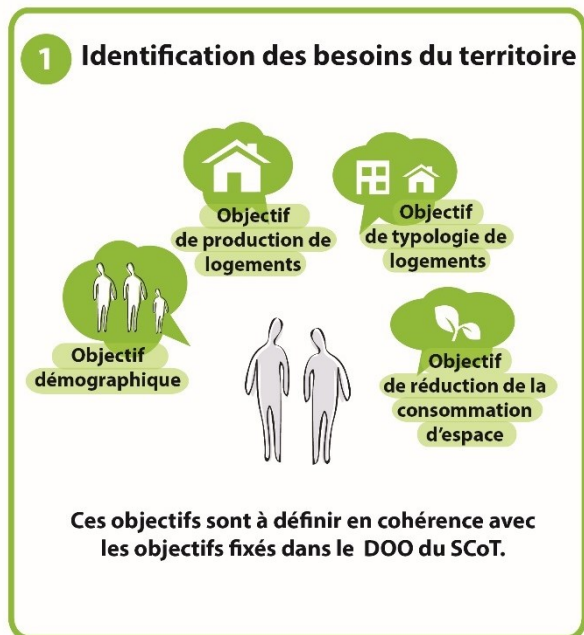 1 Identification des besoins du territoire
Objectif
de production de
logements
Objectif
de typologie de
logements
Objectif
démographique
Objectif
de réduction de la
consommation
d'espace
Ces objectifs sont à définir en cohérence avec
les objectifs fixés dans le DOO du SCoT.